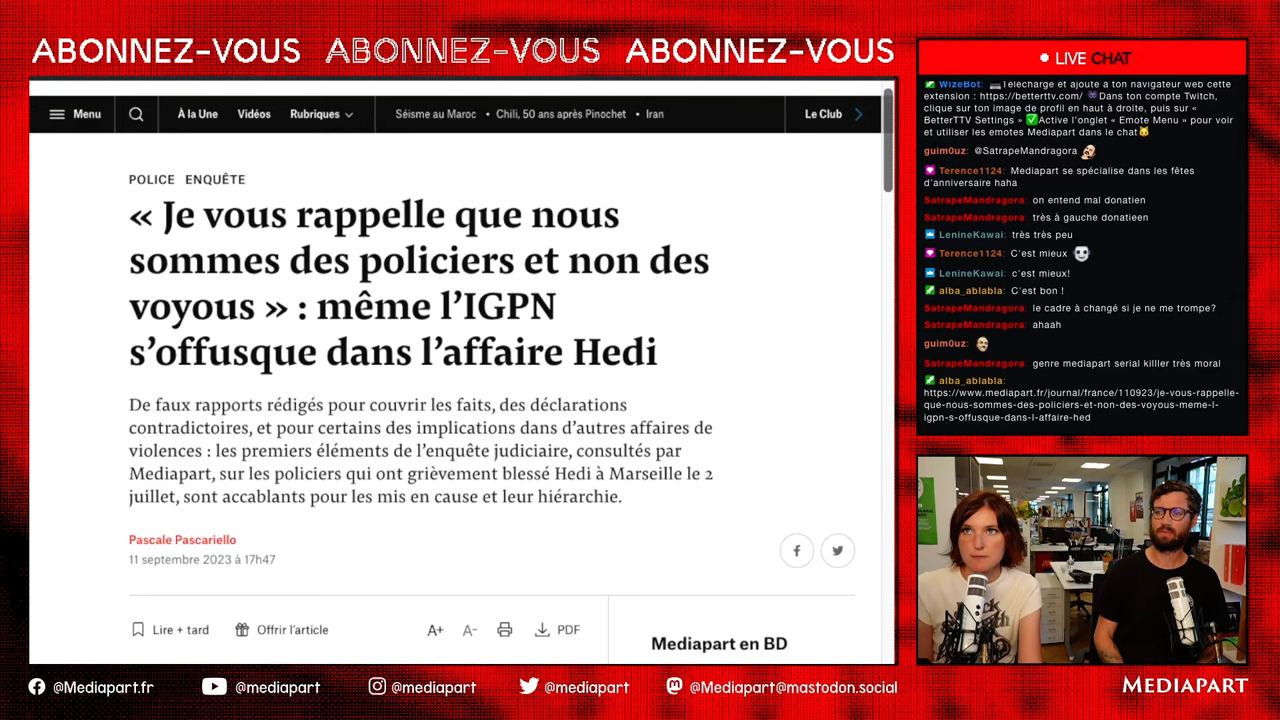 ABONNEZ-VOUS ABONNEZ-VOUS ABONNEZ-VOUS
Menu
À la Une Vidéos Rubriques
Séisme au Maroc • Chili, 50 ans après Pinochet • Iran
Le Club
POLICE ENQUÊTE
« Je vous rappelle que nous
sommes des policiers et non des
voyous » : même l’IGPN
s’offusque dans l’affaire Hedi
De faux rapports rédigés pour couvrir les faits, des déclarations
contradictoires, et pour certains des implications dans d’autres affaires de
violences : les premiers éléments de l’enquête judiciaire, consultés par
Mediapart, sur les policiers qui ont grièvement blessé Hedi à Marseille le 2
juillet, sont accablants pour les mis en cause et leur hiérarchie.
Pascale Pascariello
11 septembre 2023 à 17h47
Lire + tard Offrir l’article A+ A- PDF
Mediapart en BD
LIVE CHAT
WizeBot: Télécharge et ajoute à ton navigateur web cette
extension : https://betterttv.com/ Dans ton compte Twitch,
clique sur ton image de profil en haut à droite, puis sur «
BetterTTV Settings » Active l’onglet « Emote Menu » pour voir
et utiliser les emotes Mediapart dans le chat
guim0uz: @SatrapeMandragora
Terence1124: Mediapart se spécialise dans les fêtes
d’anniversaire haha
SatrapeMandragora: on entend mal donatien
SatrapeMandragora: très à gauche donatieen
LenineKawai: très très peu
Terence1124: C’est mieux
LenineKawai: c’est mieux!
alba_ablabla: C’est bon !
SatrapeMandragora: le cadre à changé si je ne me trompe?
SatrapeMandragora: ahaah
guim0uz:
SatrapeMandragora: genre mediapart serial killler très moral
alba_ablabla:
https://www.mediapart.fr/journal/france/110923/je-vous-rappelle-
que-nous-sommes-des-policiers-et-non-des-voyous-meme-l-
igpn-s-offusque-dans-l-affaire-hed
@Mediapart.fr @mediapart @mediapart @mediapart @Mediapart@mastodon.social
MEDIAPART